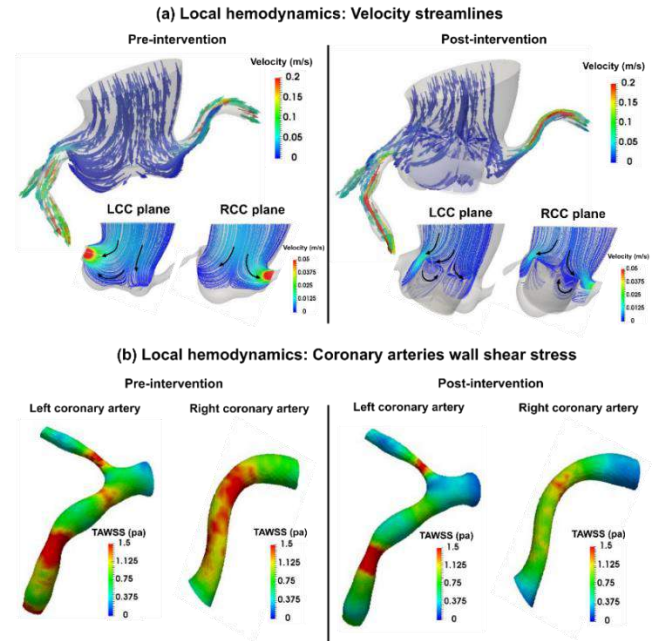 (a) Local hemodynamics: Velocity streamlines
Pre-intervention
Post-intervention
Velocity (m/s)
0.2
0.15
0.1
0.05
0
Velocity (m/s)
0.2
0.15
0.1
0.05
0
LCC plane
RCC plane
Velocity (m/s)
0.05
0.0375
0.025
0.0125
0
LCC plane
RCC plane
Velocity (m/s)
0.05
0.0375
0.025
0.0125
0
(b) Local hemodynamics: Coronary arteries wall shear stress
Pre-intervention
Post-intervention
Left coronary artery
Right coronary artery
Left coronary artery
Right coronary artery
TAWSS (pa)
1.5
1.125
0.75
0.375
0
TAWSS (pa)
1.5
1.125
0.75
0.375
0
TAWSS (pa)
1.5
1.125
0.75
0.375
0
TAWSS (pa)
1.5
1.125
0.75
0.375
0